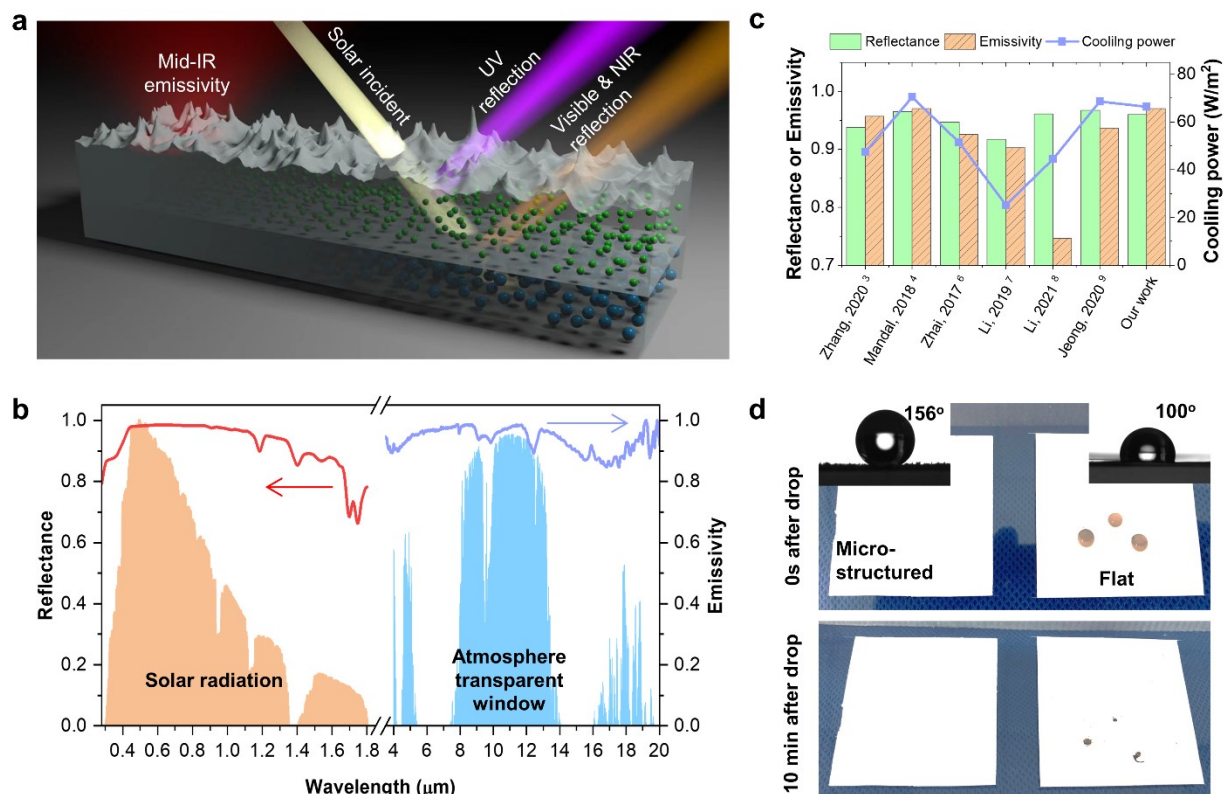 a
Mid-IR
emissivity
Solar incident
UV
reflection
Visible & NIR
reflection
c
Reflectance
Emissivity
Coolilng power
Reflectance or Emissivity
1.0
0.9
0.8
0.7
80
60
40
20
0
Coolilng power (W/m²)
Zhang, 2020 ³
Mandal, 2018 ⁴
Zhai, 2017 ⁶
Li, 2019 ⁷
Li, 2021 ⁸
Jeong, 2020 ⁹
Our work
b
Reflectance
1.0
0.8
0.6
0.4
0.2
0.0
Solar radiation
Atmosphere
transparent
window
1.0
0.8
0.6
0.4
0.2
0.0
Emissivity
0.4 0.6 0.8 1.0 1.2 1.4 1.6 1.8 4 6 8 10 12 14 16 18 20
Wavelength (μm)
d
156º
100º
0s after drop
Micro-
structured
Flat
10 min after drop